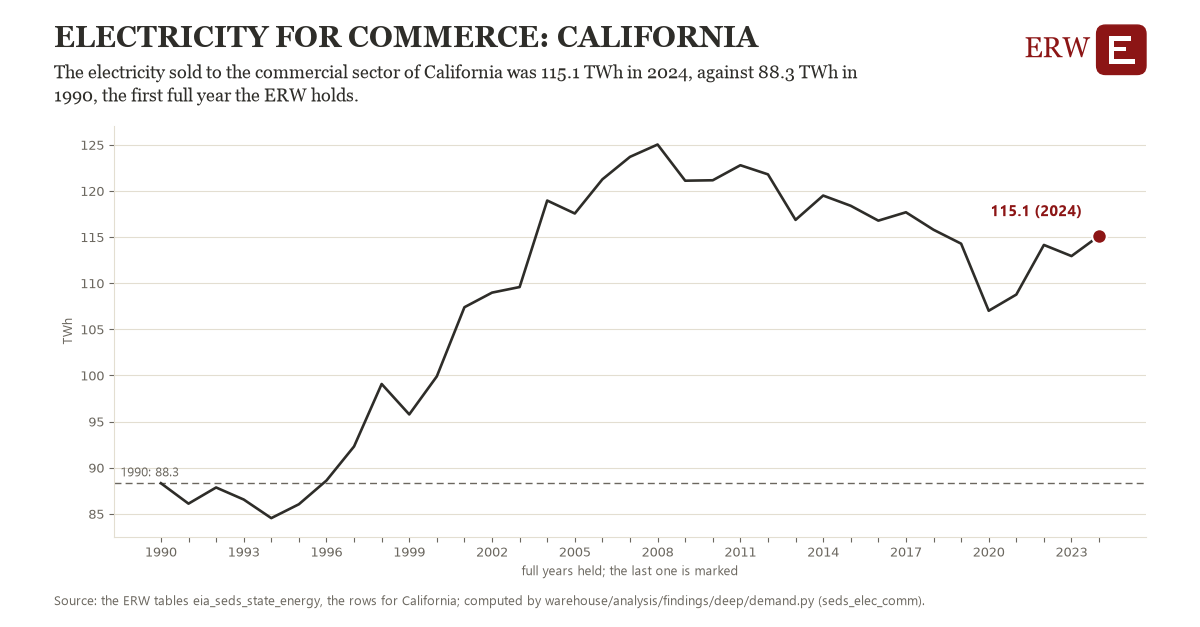 ELECTRICITY FOR COMMERCE: CALIFORNIA
ERW E
The electricity sold to the commercial sector of California was 115.1 TWh in 2024, against 88.3 TWh in
1990, the first full year the ERW holds.
125
120
115
110
105
100
95
90
85
TWh
115.1 (2024)
1990: 88.3
1990 1993 1996 1999 2002 2005 2008 2011 2014 2017 2020 2023
full years held; the last one is marked
Source: the ERW tables eia_seds_state_energy, the rows for California; computed by warehouse/analysis/findings/deep/demand.py (seds_elec_comm).